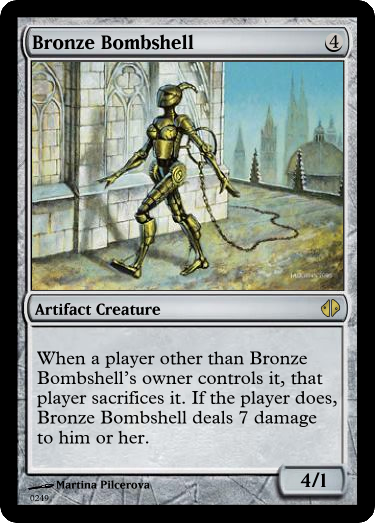 Bronze Bombshell 4
Artifact Creature
When a player other than Bronze
Bombshell's owner controls it, that
player sacrifices it. If the player does,
Bronze Bombshell deals 7 damage
to him or her.
Martina Pilcerova
4/1
0249